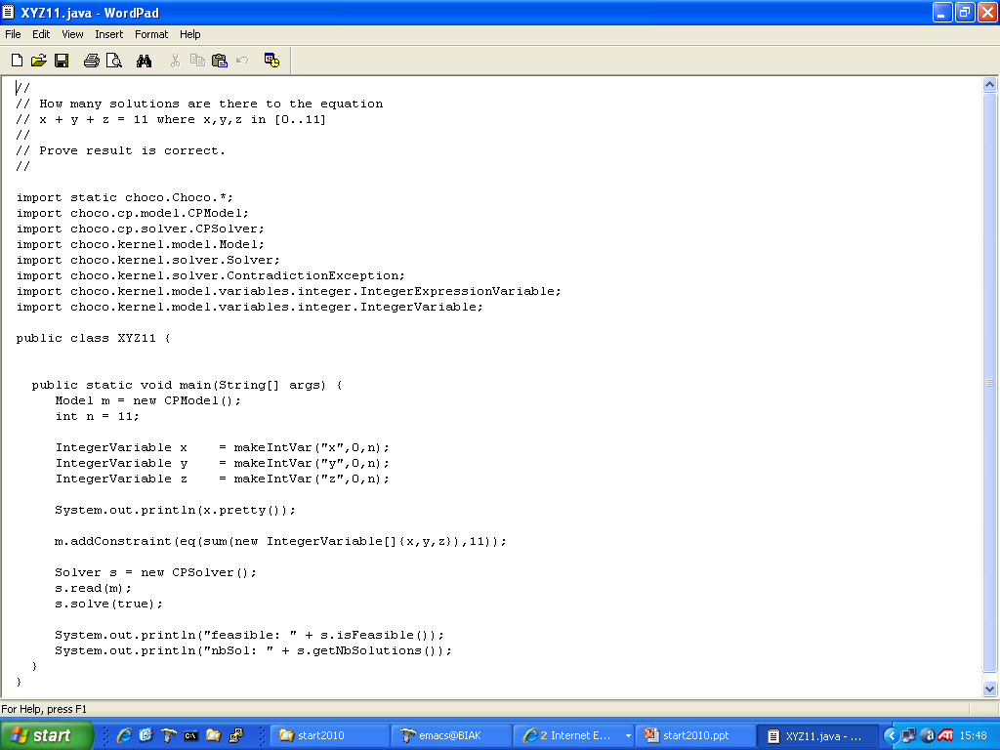 XYZ11.java - WordPad
File Edit View Insert Format Help
//
// How many solutions are there to the equation
// x + y + z = 11 where x,y,z in [0..11]
//
// Prove result is correct.
//
import static choco.Choco.*;
import choco.cp.model.CPModel;
import choco.cp.solver.CPSolver;
import choco.kernel.model.Model;
import choco.kernel.solver.Solver;
import choco.kernel.solver.ContradictionException;
import choco.kernel.model.variables.integer.IntegerExpressionVariable;
import choco.kernel.model.variables.integer.IntegerVariable;
public class XYZ11 {
public static void main(String[] args) {
Model m = new CPModel();
int n = 11;
IntegerVariable x    = makeIntVar("x",0,n);
IntegerVariable y    = makeIntVar("y",0,n);
IntegerVariable z    = makeIntVar("z",0,n);
System.out.println(x.pretty());
m.addConstraint(eq(sum(new IntegerVariable[]{x,y,z}),11));
Solver s = new CPSolver();
s.read(m);
s.solve(true);
System.out.println("feasible: " + s.isFeasible());
System.out.println("nbSol: " + s.getNbSolutions());
}
}
For Help, press F1
start start2010 emacs@BIAK 2 Internet E... start2010.ppt XYZ11.java - ... 15:48